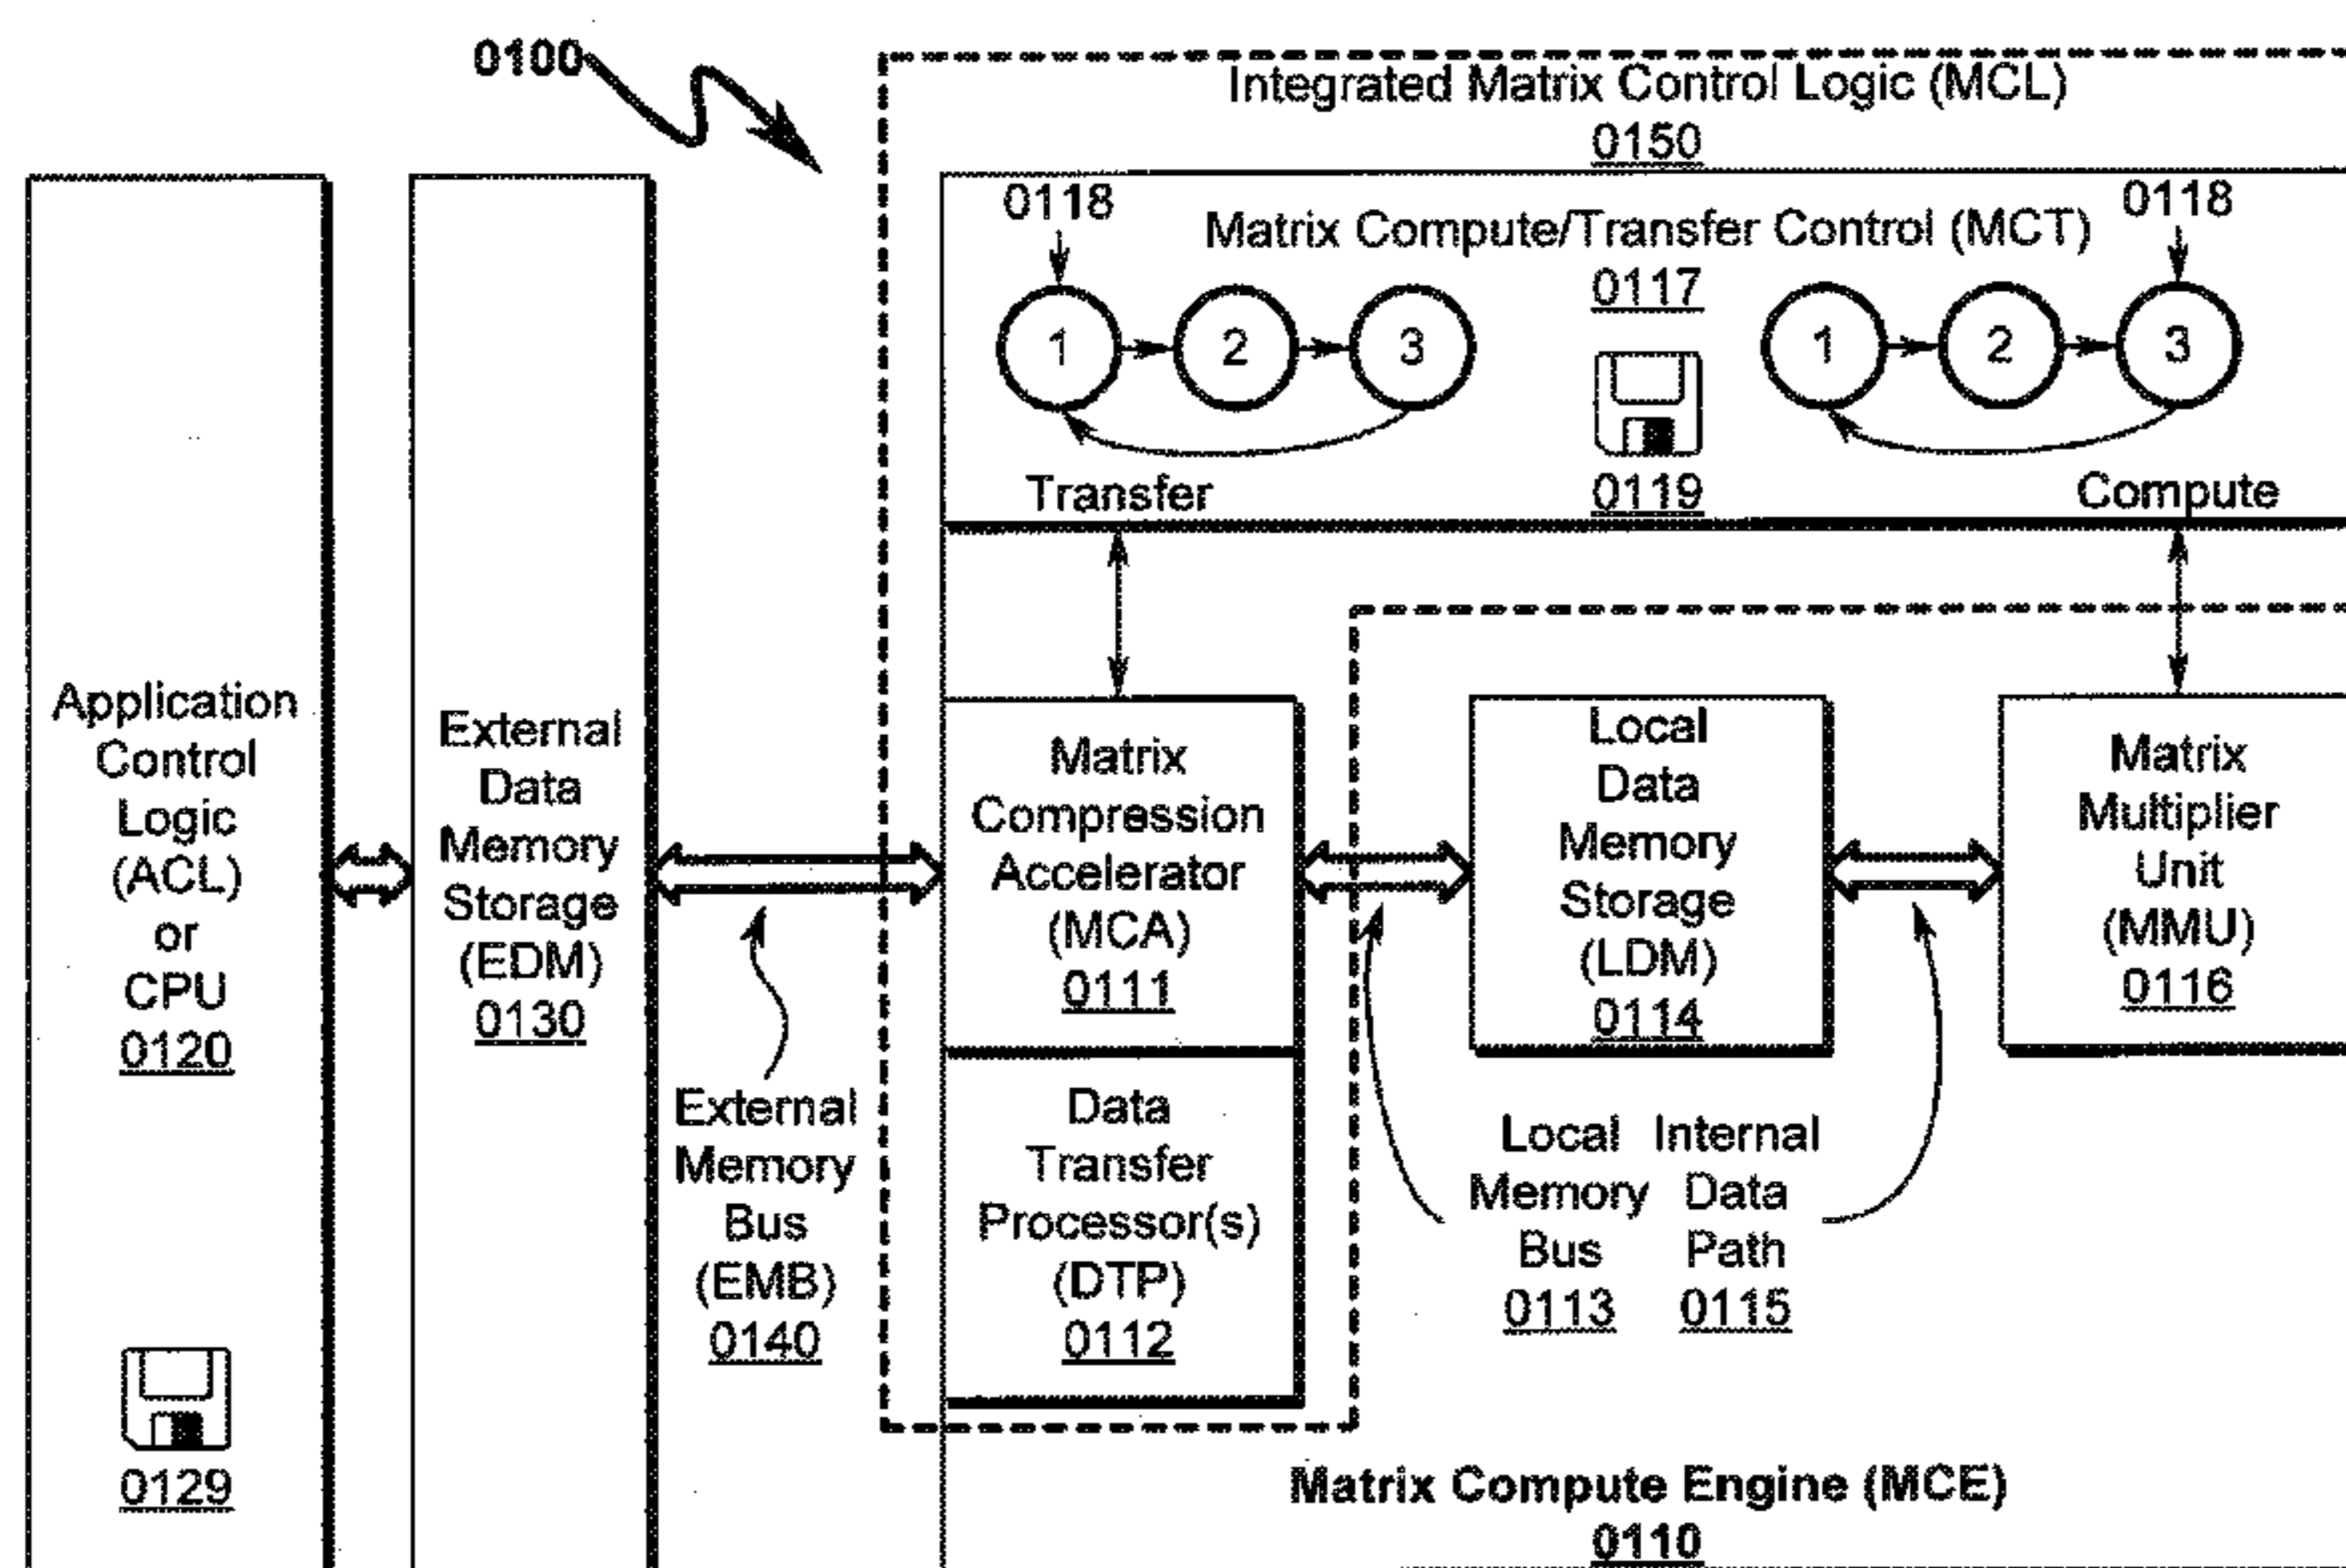 0100
Integrated Matrix Control Logic (MCL)
0150
0118
Matrix Compute/Transfer Control (MCT)
0118
0117
1
2
3
1
2
3
Transfer
0119
Compute
Application
Control
Logic
(ACL)
or
CPU
0120
0129
External
Data
Memory
Storage
(EDM)
0130
External
Memory
Bus
(EMB)
0140
Matrix
Compression
Accelerator
(MCA)
0111
Data
Transfer
Processor(s)
(DTP)
0112
Local
Data
Memory
Storage
(LDM)
0114
Matrix
Multiplier
Unit
(MMU)
0116
Local
Memory
Bus
0113
Internal
Data
Path
0115
Matrix Compute Engine (MCE)
0110